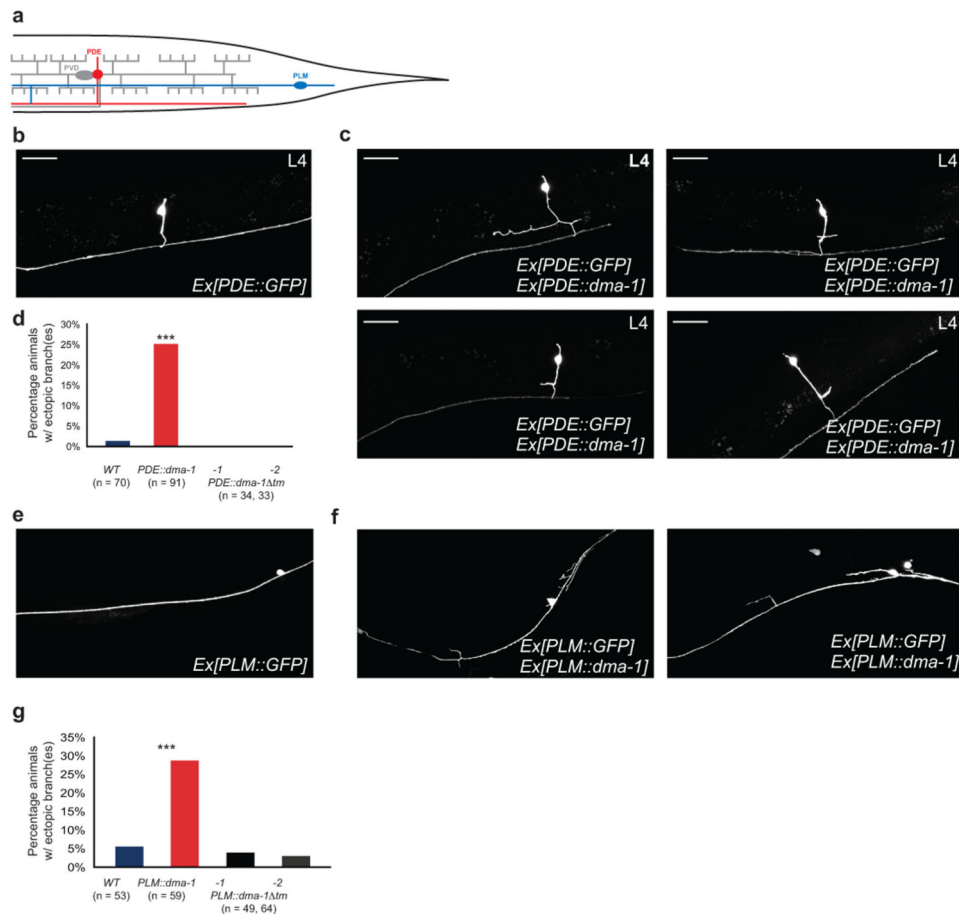 a
PDE
PVD
PLM
b
c
L4
Ex[PDE::GFP]
L4
Ex[PDE::GFP]
Ex[PDE::dma-1]
L4
Ex[PDE::GFP]
Ex[PDE::dma-1]
L4
Ex[PDE::GFP]
Ex[PDE::dma-1]
L4
Ex[PDE::GFP]
Ex[PDE::dma-1]
d
Percentage animals
w/ ectopic branch(es)
30%
25%
20%
15%
10%
5%
0%
***
WT PDE::dma-1 -1 -2
(n = 70) (n = 91) PDE::dma-1Δtm
(n = 34, 33)
e
f
Ex[PLM::GFP]
Ex[PLM::GFP]
Ex[PLM::dma-1]
Ex[PLM::GFP]
Ex[PLM::dma-1]
g
Percentage animals
w/ ectopic branch(es)
35%
30%
25%
20%
15%
10%
5%
0%
***
WT PLM::dma-1 -1 -2
(n = 53) (n = 59) PLM::dma-1Δtm
(n = 49, 64)